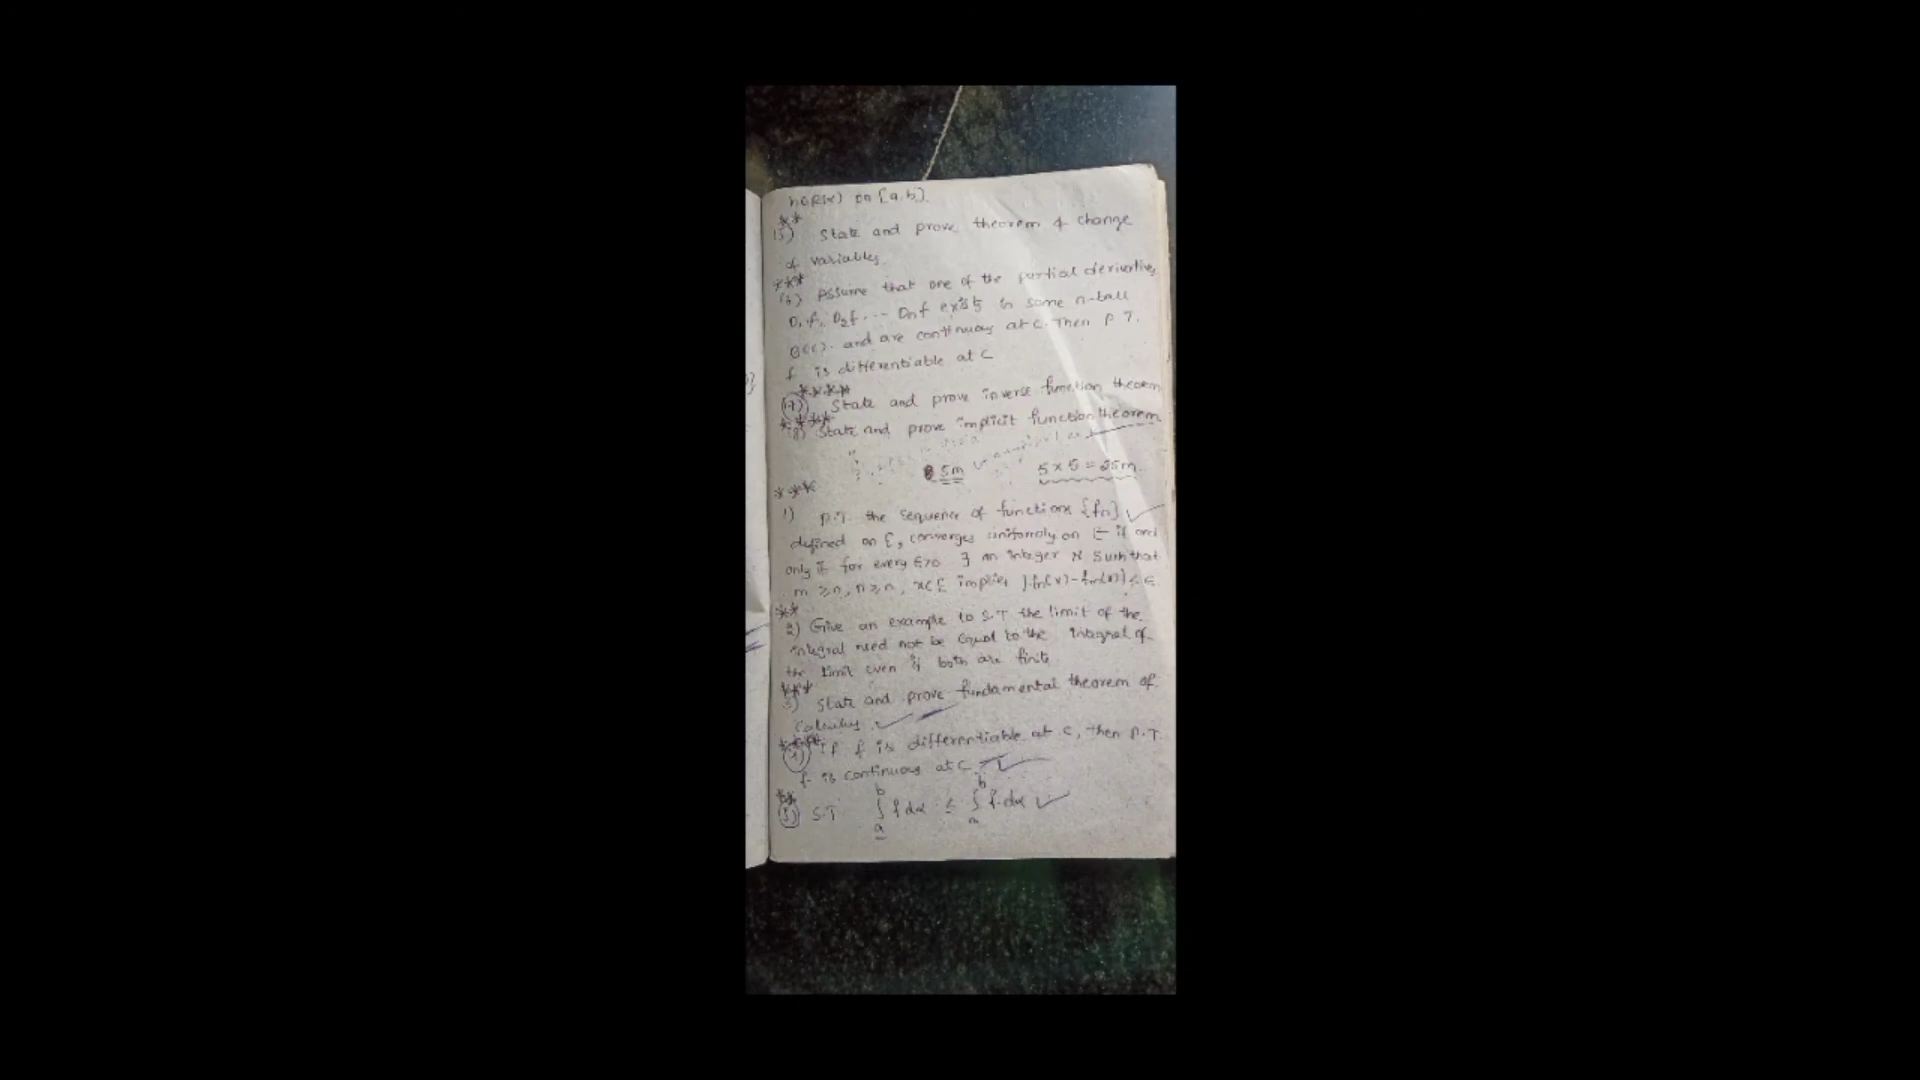 h∈R(α) on [a,b].
**
15) State and prove theorem of change
of variables
***
16) Assume that one of the partial derivatives
D₁f, D₂f ... Dnf exists in some n-ball
B(c). and are continuous at c. Then P.T.
f is differentiable at c
****
17) State and prove inverse function theorem
****
18) State and prove implicit function theorem
5m
5 x 5 = 25m
***
1) P.T. the sequence of functions {fn}
defined on E, converges uniformly on E if and
only if for every ε>0 ∃ an integer N such that
m ≥n, n≥n, x∈E implies |fn(x)-fm(x)| ≤ ε
**
2) Give an example to S.T the limit of the
integral need not be equal to the integral of
the limit even if both are finite
***
3) State and prove fundamental theorem of
calculus
4) If f is differentiable at c, then P.T
f is continuous at c
**
5) S.T ∫ₐᵇ f dα ≤ ∫ₐᵇ f dα